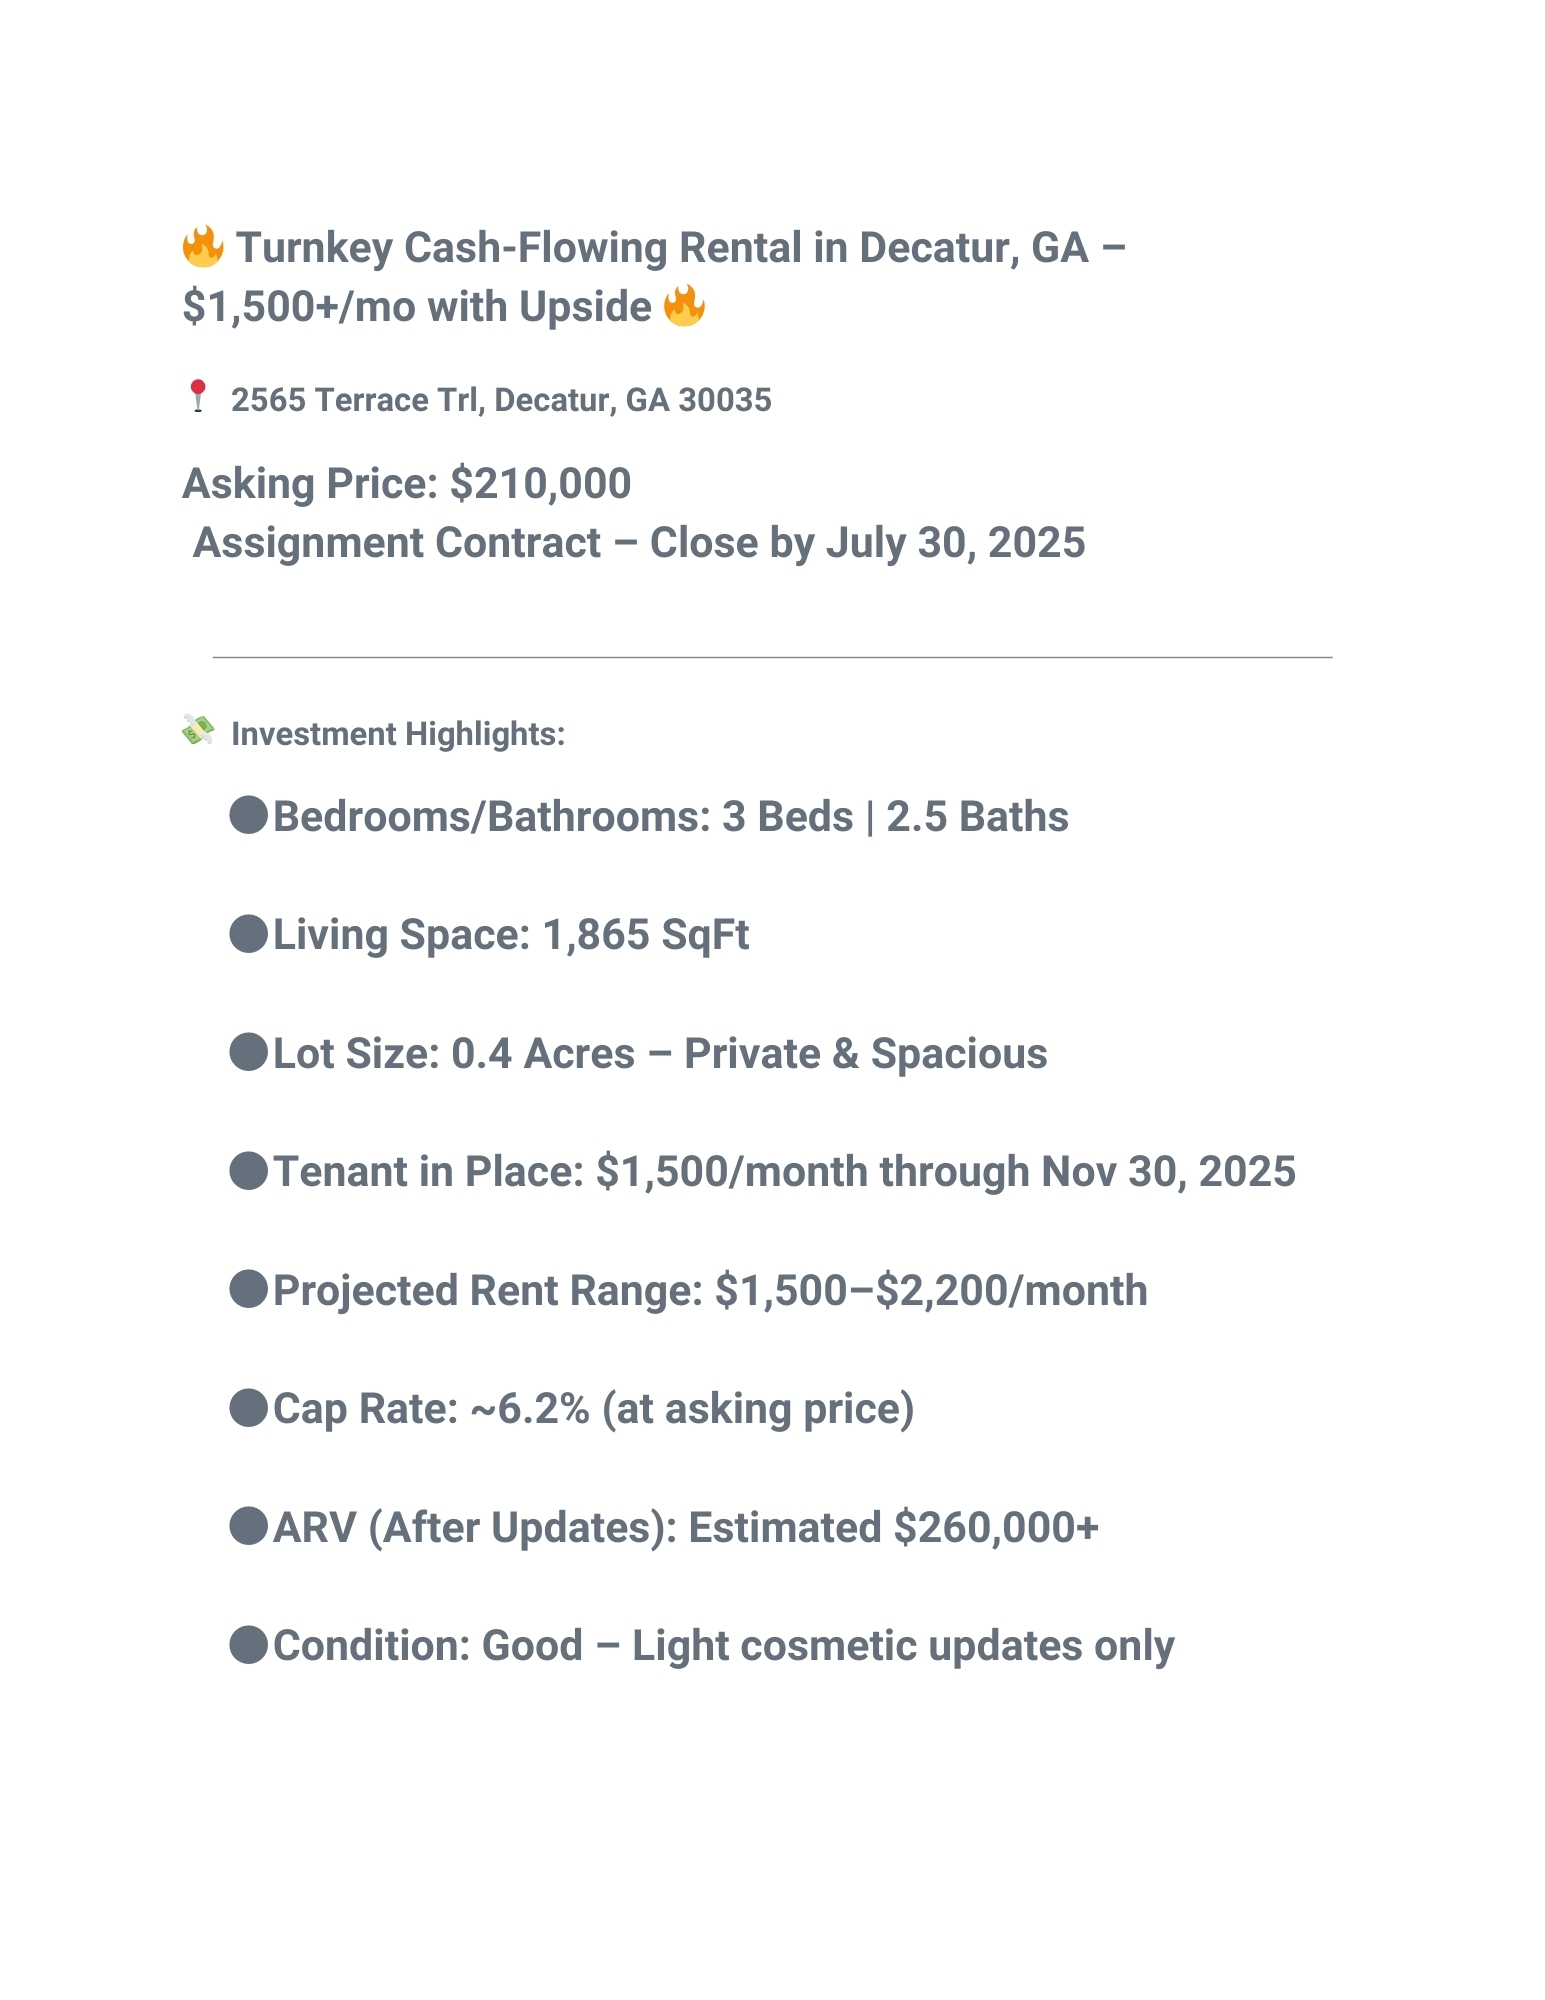 🔥 Turnkey Cash-Flowing Rental in Decatur, GA –
$1,500+/mo with Upside 🔥
📍 2565 Terrace Trl, Decatur, GA 30035
Asking Price: $210,000
Assignment Contract – Close by July 30, 2025
💸 Investment Highlights:
●Bedrooms/Bathrooms: 3 Beds | 2.5 Baths
●Living Space: 1,865 SqFt
●Lot Size: 0.4 Acres – Private & Spacious
●Tenant in Place: $1,500/month through Nov 30, 2025
●Projected Rent Range: $1,500–$2,200/month
●Cap Rate: ~6.2% (at asking price)
●ARV (After Updates): Estimated $260,000+
●Condition: Good – Light cosmetic updates only